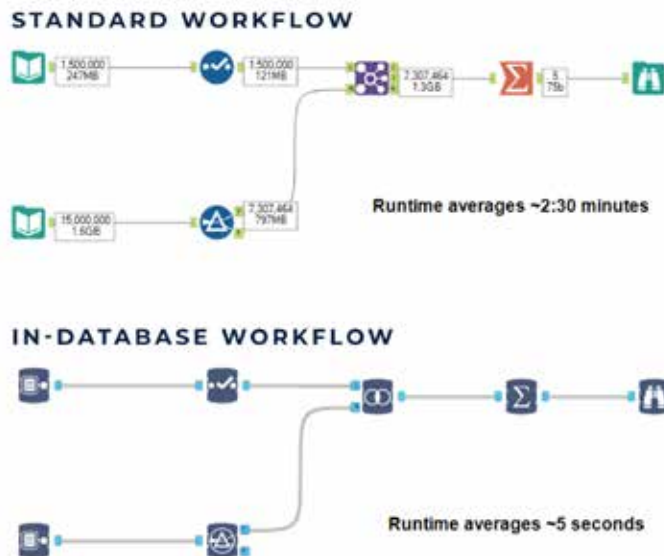 STANDARD WORKFLOW
1,500,000
247MB
1,500,000
121MB
7,307,464
1.3GB
5
75b
15,000,000
1.6GB
7,307,464
797MB
Runtime averages ~2:30 minutes
IN-DATABASE WORKFLOW
Runtime averages ~5 seconds